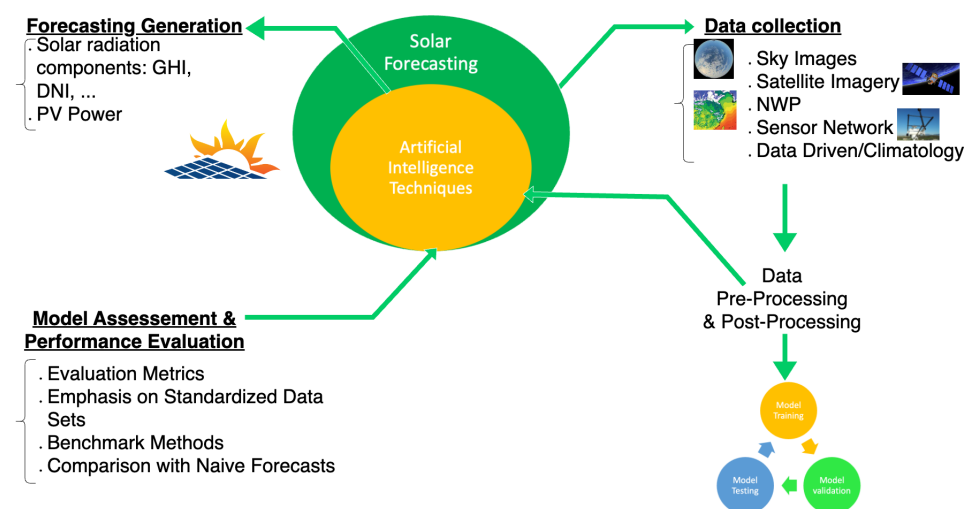 Forecasting Generation
. Solar radiation
components: GHI,
DNI, ...
. PV Power
Solar
Forecasting
Artificial
Intelligence
Techniques
Data collection
. Sky Images
. Satellite Imagery
. NWP
. Sensor Network
. Data Driven/Climatology
Data
Pre-Processing
& Post-Processing
Model Assessement &
Performance Evaluation
. Evaluation Metrics
. Emphasis on Standardized Data
Sets
. Benchmark Methods
. Comparison with Naive Forecasts
Model
Training
Model
Testing
Model
validation